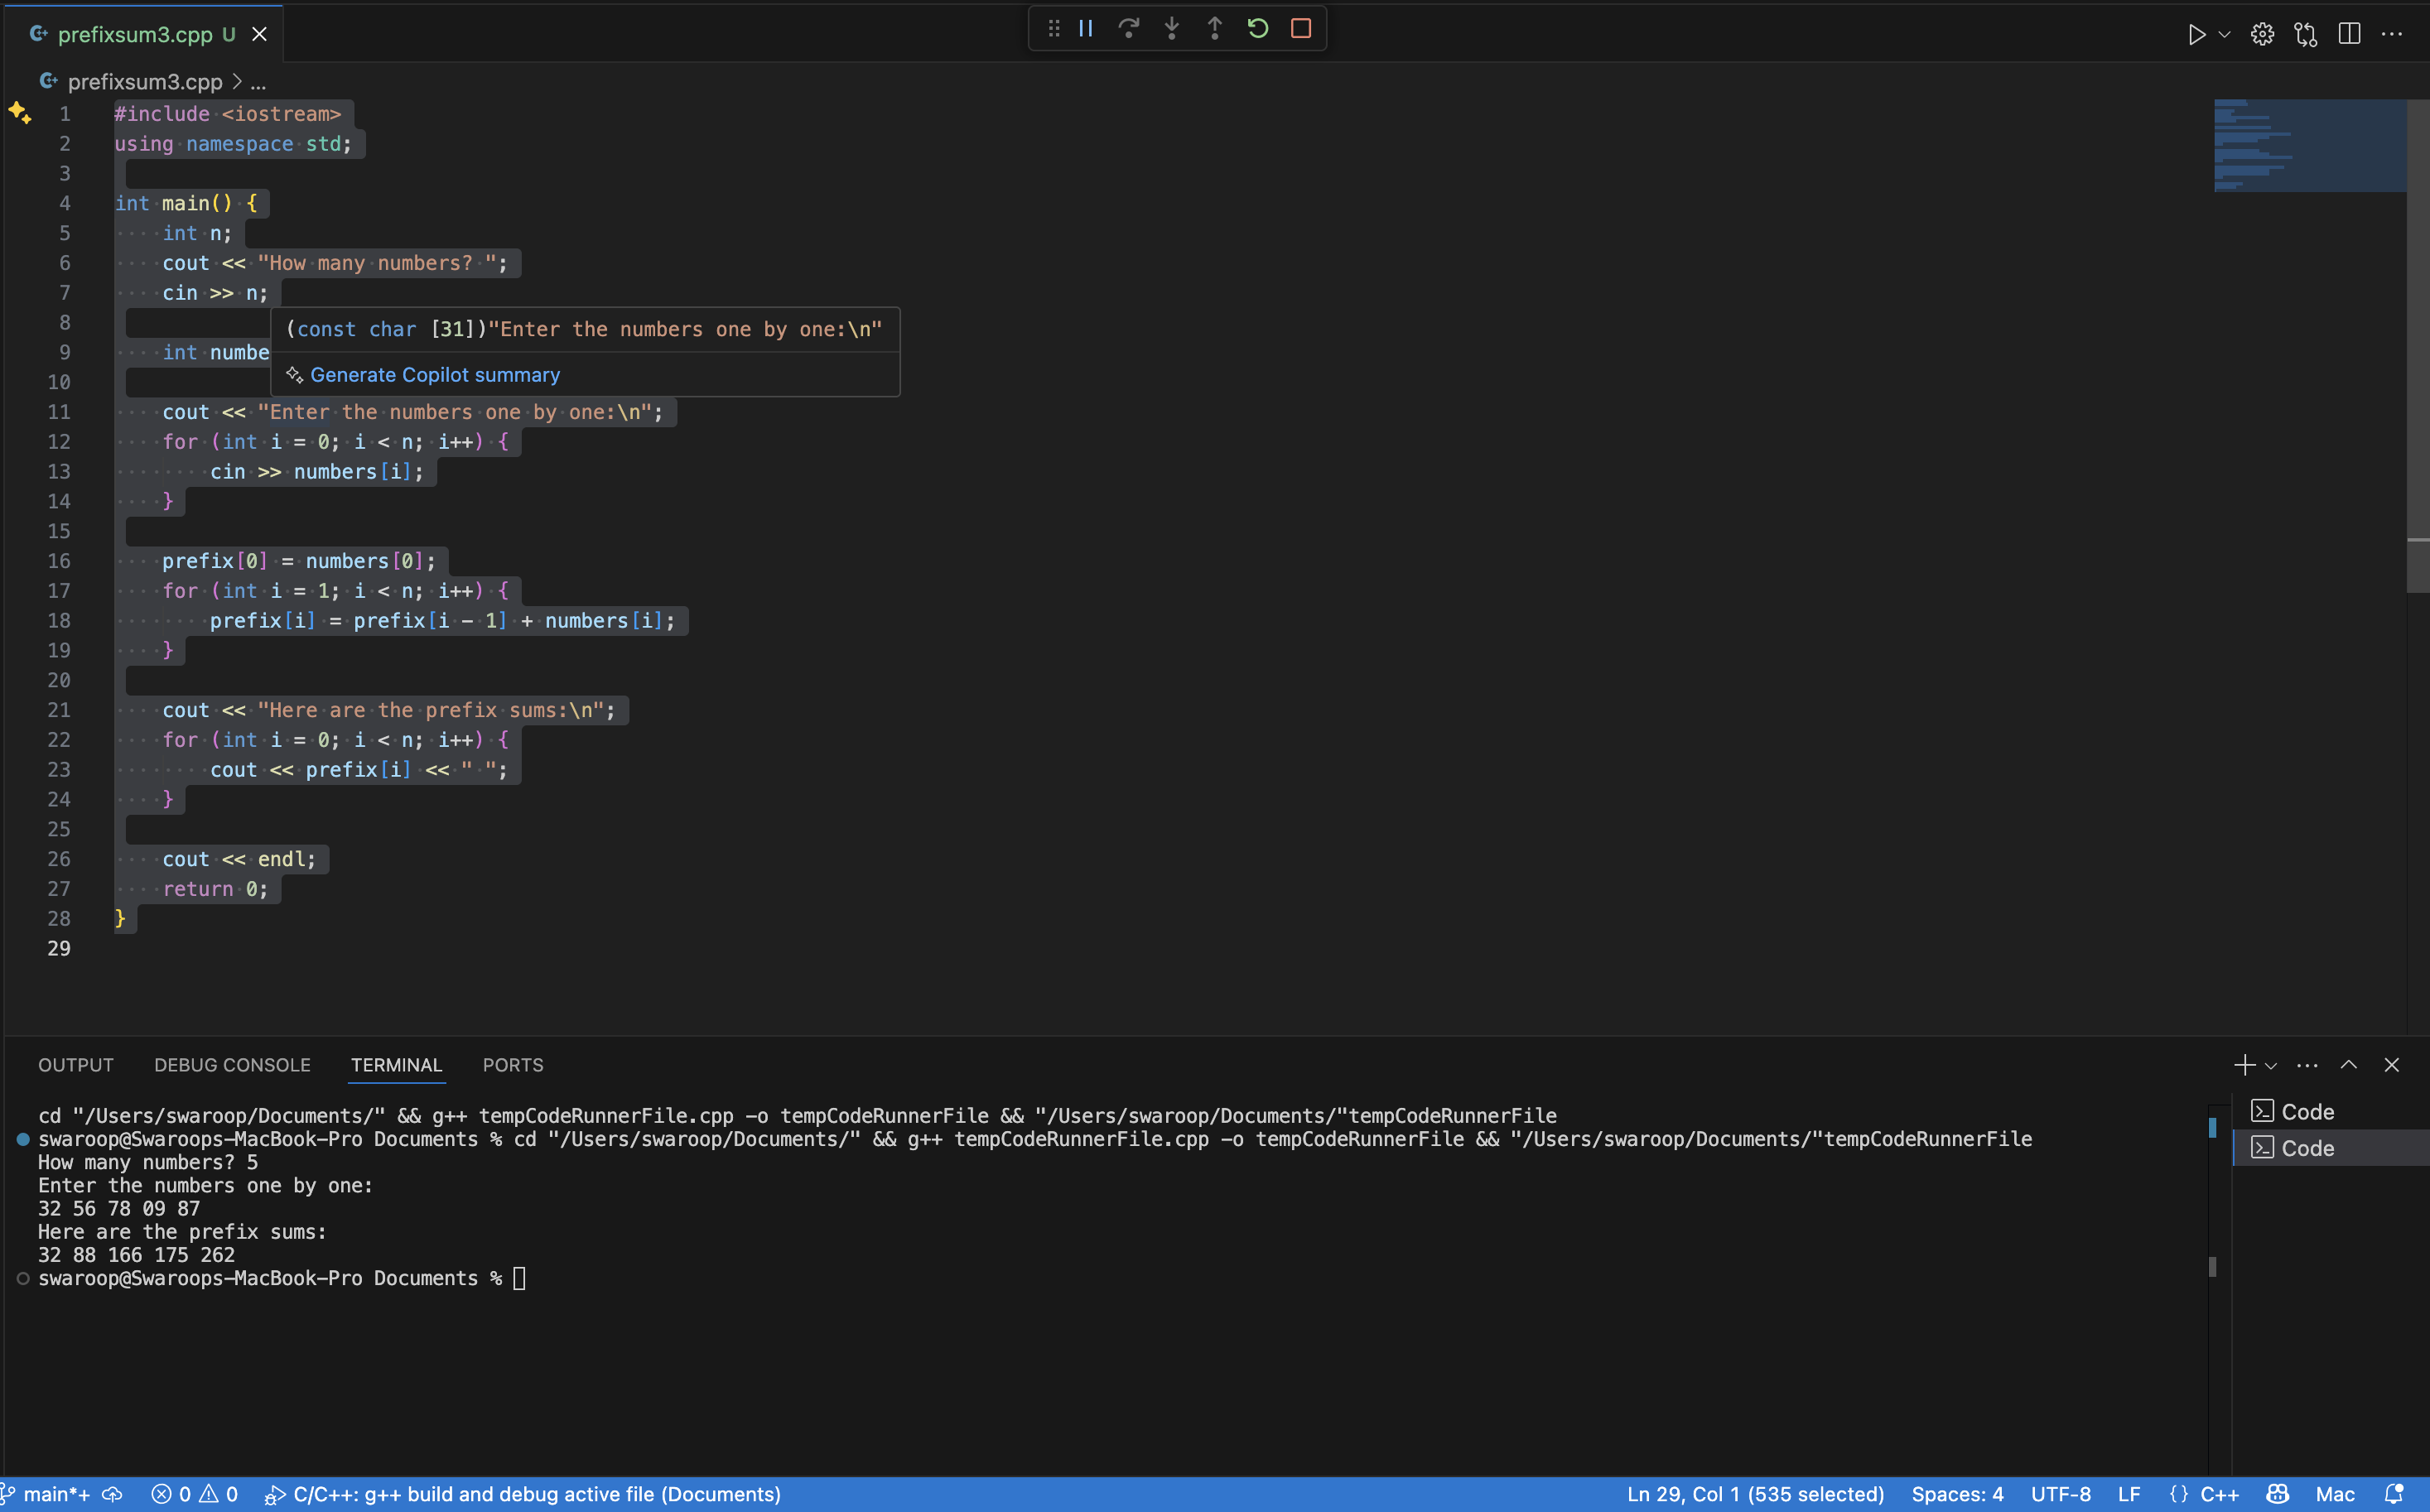 prefixsum3.cpp U
prefixsum3.cpp > ...
1 #include <iostream>
2 using namespace std;
3
4 int main() {
5 int n;
6 cout << "How many numbers? ";
7 cin >> n;
8
(const char [31])"Enter the numbers one by one:\n"
9 int numbe
Generate Copilot summary
10
11 cout << "Enter the numbers one by one:\n";
12 for (int i = 0; i < n; i++) {
13 cin >> numbers[i];
14 }
15
16 prefix[0] = numbers[0];
17 for (int i = 1; i < n; i++) {
18 prefix[i] = prefix[i - 1] + numbers[i];
19 }
20
21 cout << "Here are the prefix sums:\n";
22 for (int i = 0; i < n; i++) {
23 cout << prefix[i] << " ";
24 }
25
26 cout << endl;
27 return 0;
28 }
29
OUTPUT DEBUG CONSOLE TERMINAL PORTS
cd "/Users/swaroop/Documents/" && g++ tempCodeRunnerFile.cpp -o tempCodeRunnerFile && "/Users/swaroop/Documents/"tempCodeRunnerFile
swaroop@Swaroops-MacBook-Pro Documents % cd "/Users/swaroop/Documents/" && g++ tempCodeRunnerFile.cpp -o tempCodeRunnerFile && "/Users/swaroop/Documents/"tempCodeRunnerFile
How many numbers? 5
Enter the numbers one by one:
32 56 78 09 87
Here are the prefix sums:
32 88 166 175 262
swaroop@Swaroops-MacBook-Pro Documents %
Code
Code
main*+ 0 0 C/C++: g++ build and debug active file (Documents) Ln 29, Col 1 (535 selected) Spaces: 4 UTF-8 LF {} C++ Mac